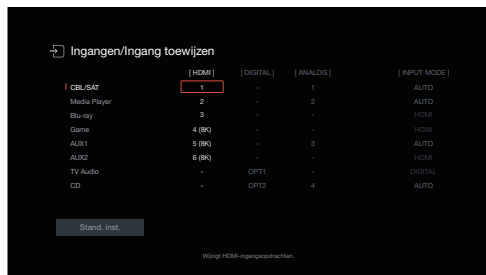 Ingangen/Ingang toewijzen
[ HDMI ] [ DIGITAL ] [ ANALOG ] [ INPUT MODE ]
CBL/SAT 1 - 1 AUTO
Media Player 2 - 2 AUTO
Blu-ray 3 - - HDMI
Game 4 (8K) - - HDMI
AUX1 5 (8K) - 3 AUTO
AUX2 6 (8K) - - HDMI
TV Audio - OPT1 - DIGITAL
CD - OPT2 4 AUTO
Stand. inst.
Wijzigt HDMI-ingangsopdrachten.